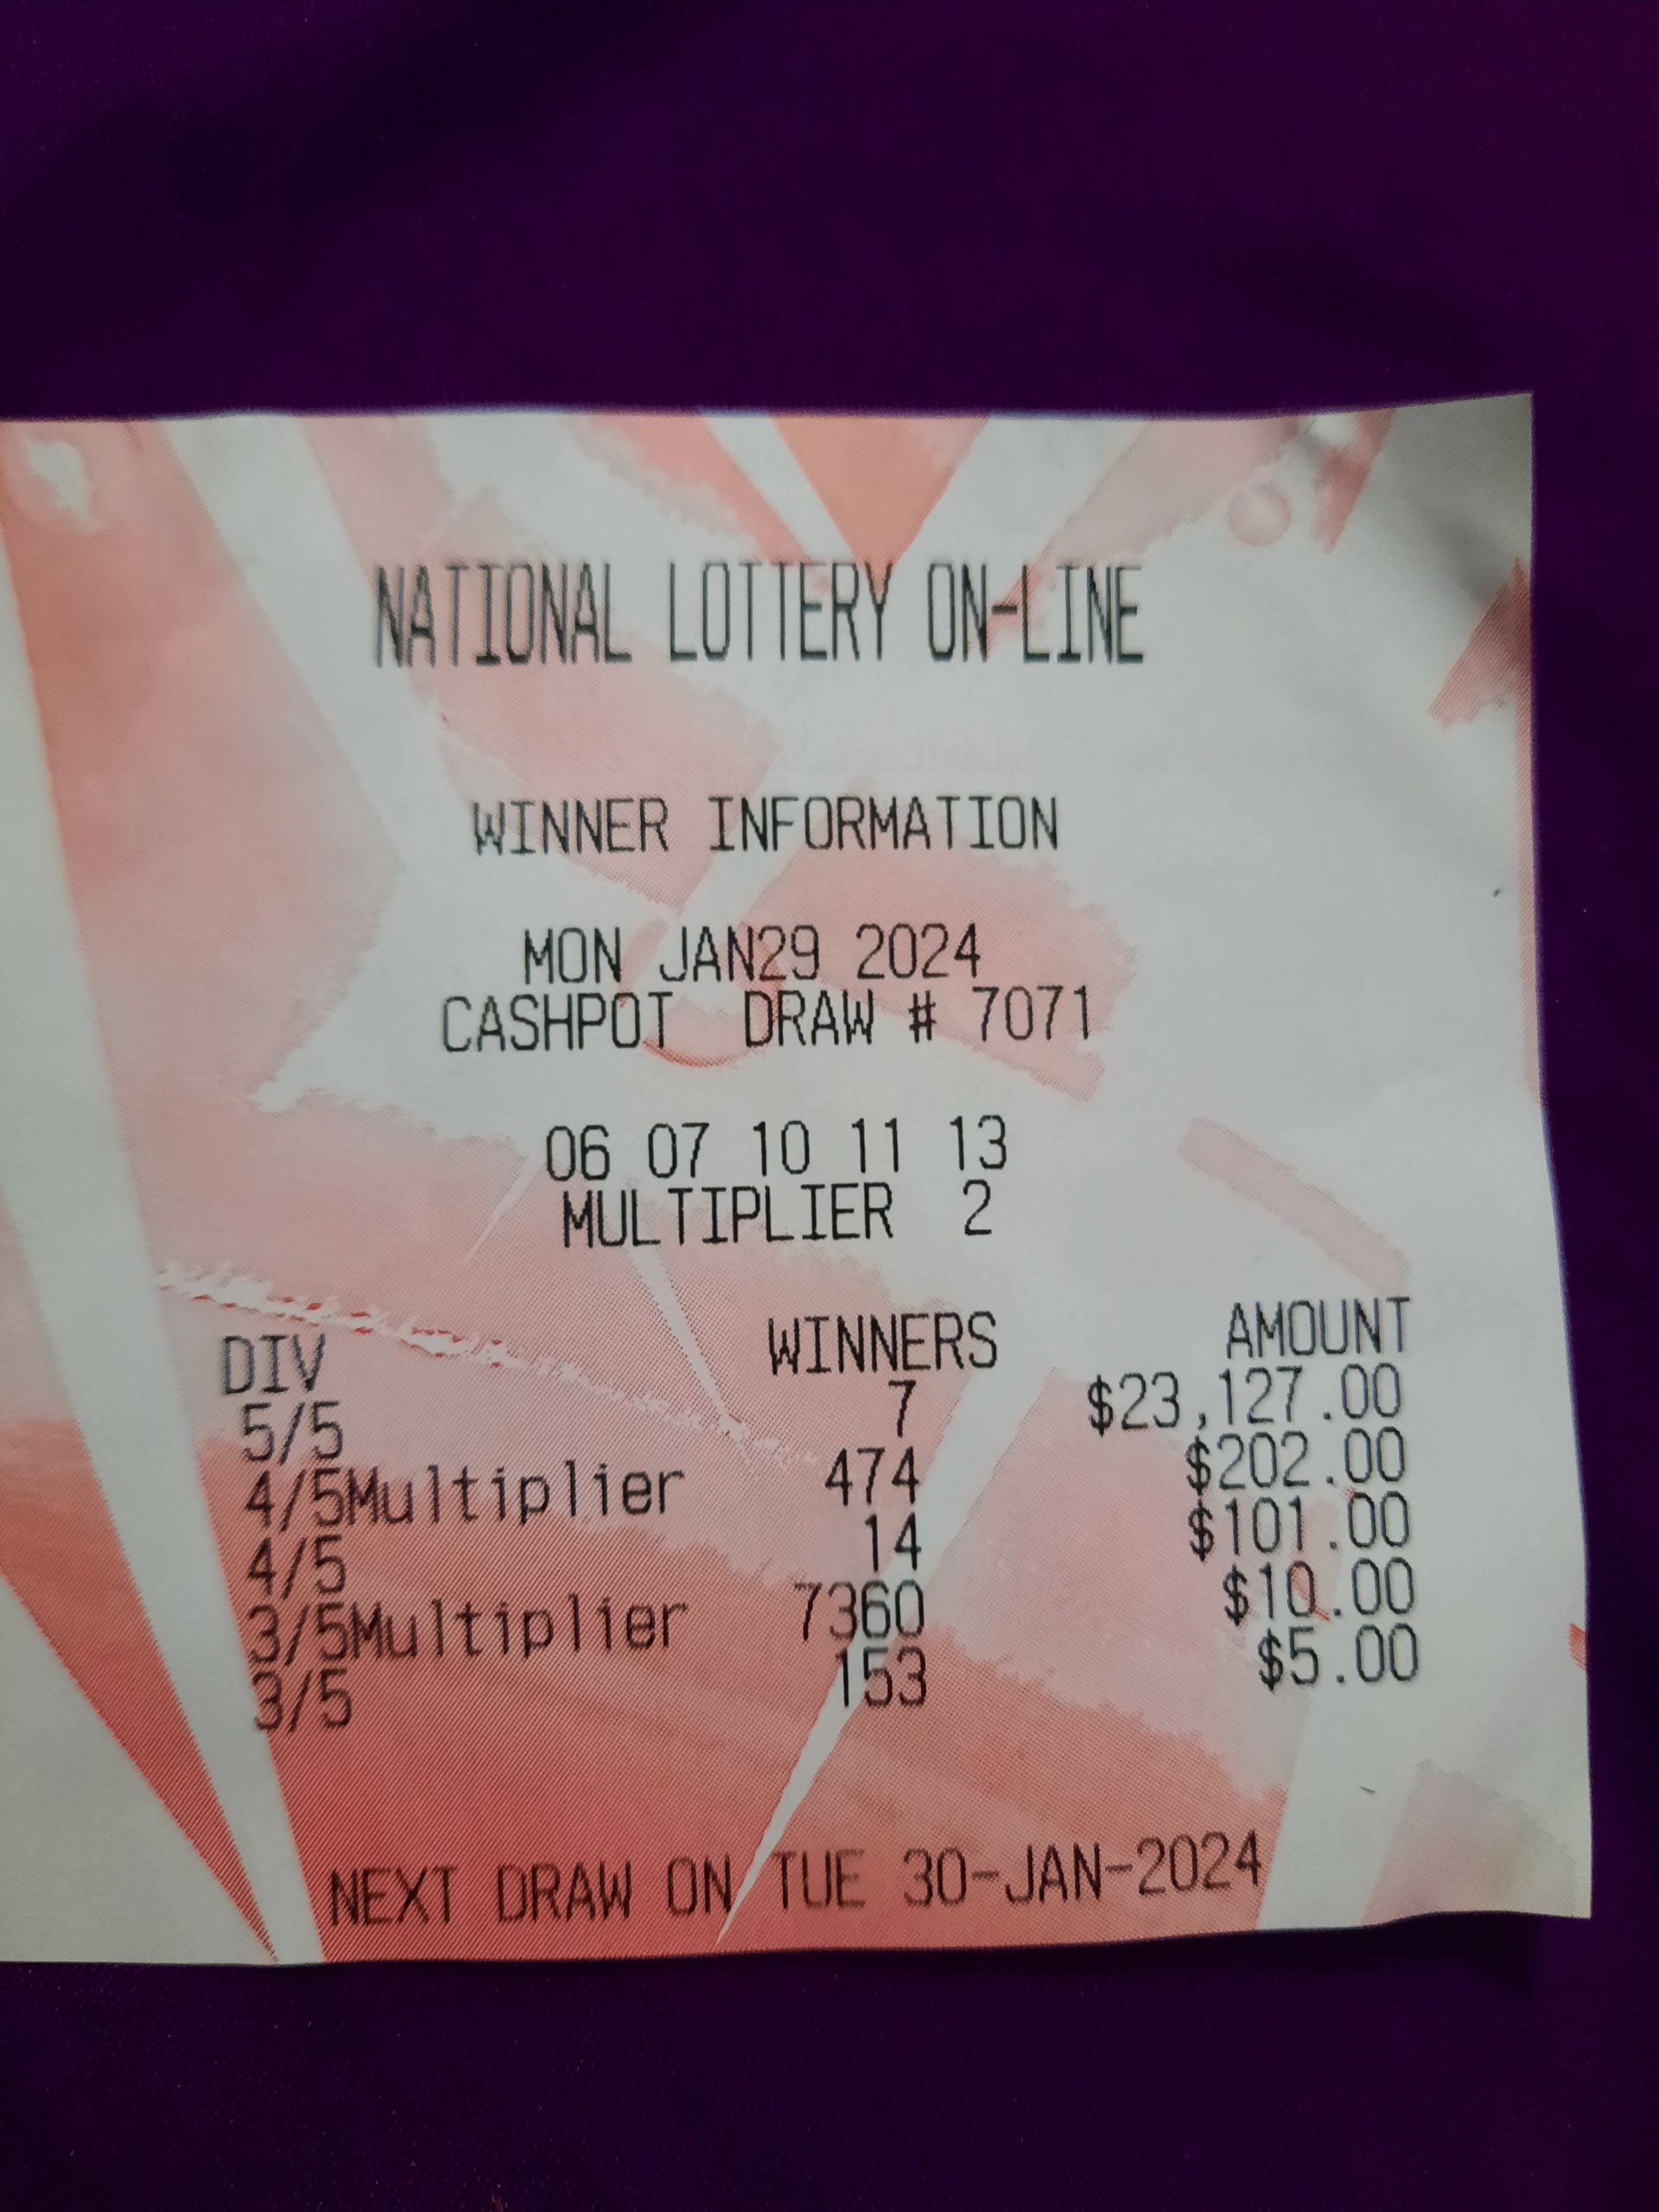 NATIONAL LOTTERY ON-LINE
WINNER INFORMATION
MON JAN29 2024
CASHPOT DRAW # 7071
06 07 10 11 13
MULTIPLIER 2
DIV WINNERS AMOUNT
5/5 7 $23,127.00
4/5Multiplier 474 $202.00
4/5 14 $101.00
3/5Multiplier 7360 $10.00
3/5 153 $5.00
NEXT DRAW ON TUE 30-JAN-2024